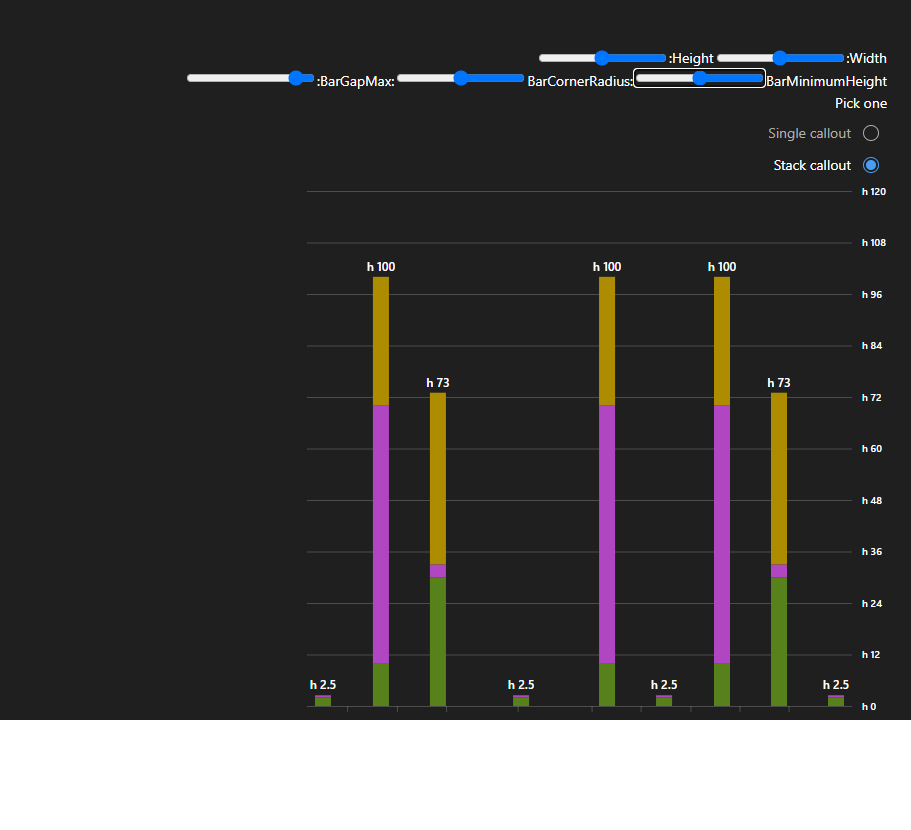 :Height :Width
:BarGapMax: BarCornerRadius: BarMinimumHeight
Pick one
Single callout
Stack callout
h 120
h 108
h 100 h 100 h 100
h 96
h 84
h 73 h 73
h 72
h 60
h 48
h 36
h 24
h 12
h 2.5 h 2.5 h 2.5 h 2.5
h 0